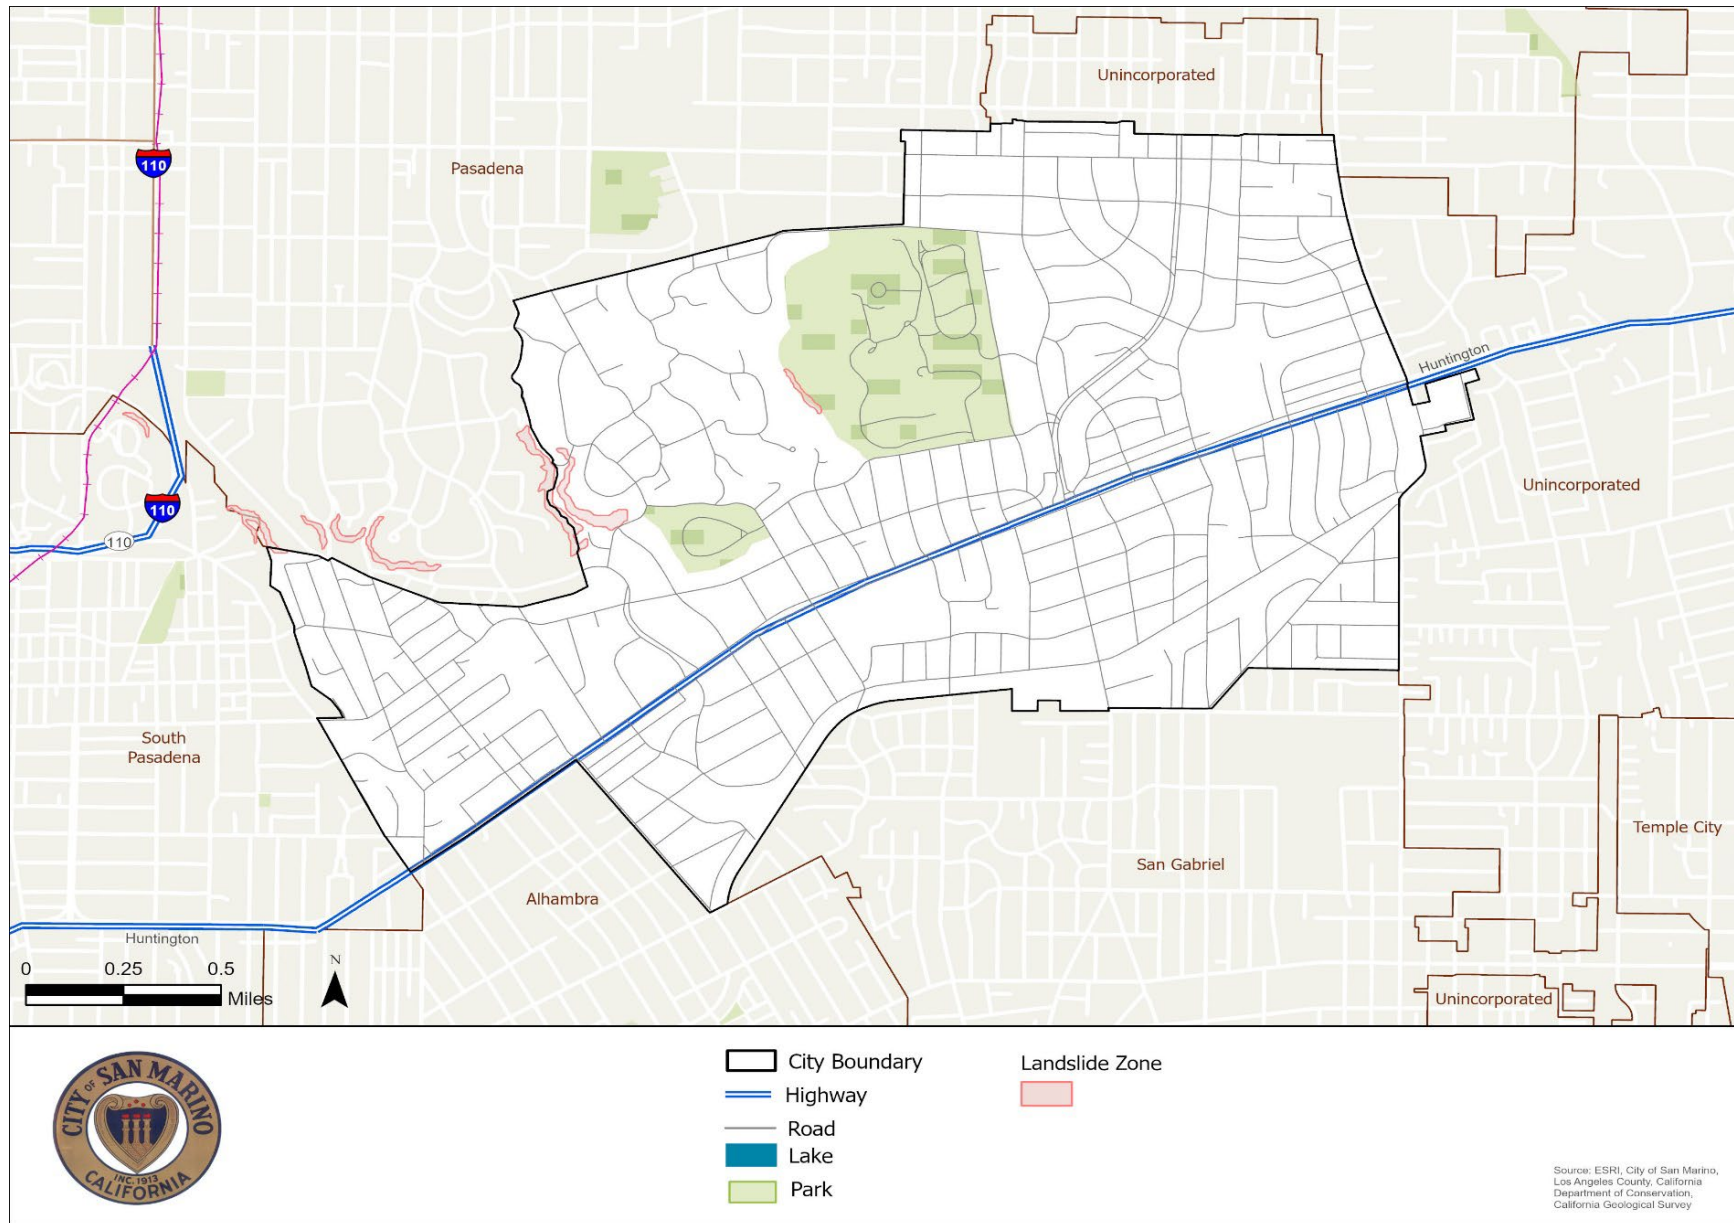 Unincorporated
110
Pasadena
Huntington
Unincorporated
110
110
South
Pasadena
Temple City
San Gabriel
Alhambra
Huntington
0 0.25 0.5
Miles
N
Unincorporated
CITY OF SAN MARINO
INC. 1913
CALIFORNIA
City Boundary
Highway
Road
Lake
Park
Landslide Zone
Source: ESRI, City of San Marino,
Los Angeles County, California
Department of Conservation,
California Geological Survey